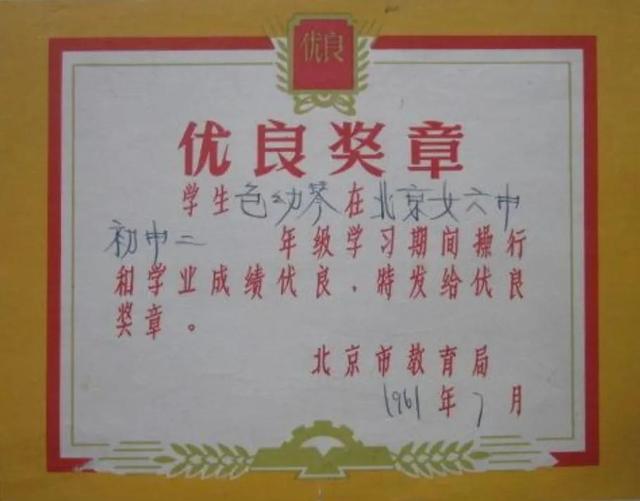 优良
优良奖章
学生色幼琴在北京女六中
初中二 年级学习期间操行
和学业成绩优良、特发给优良
奖章。
北京市教育局
1961年7月